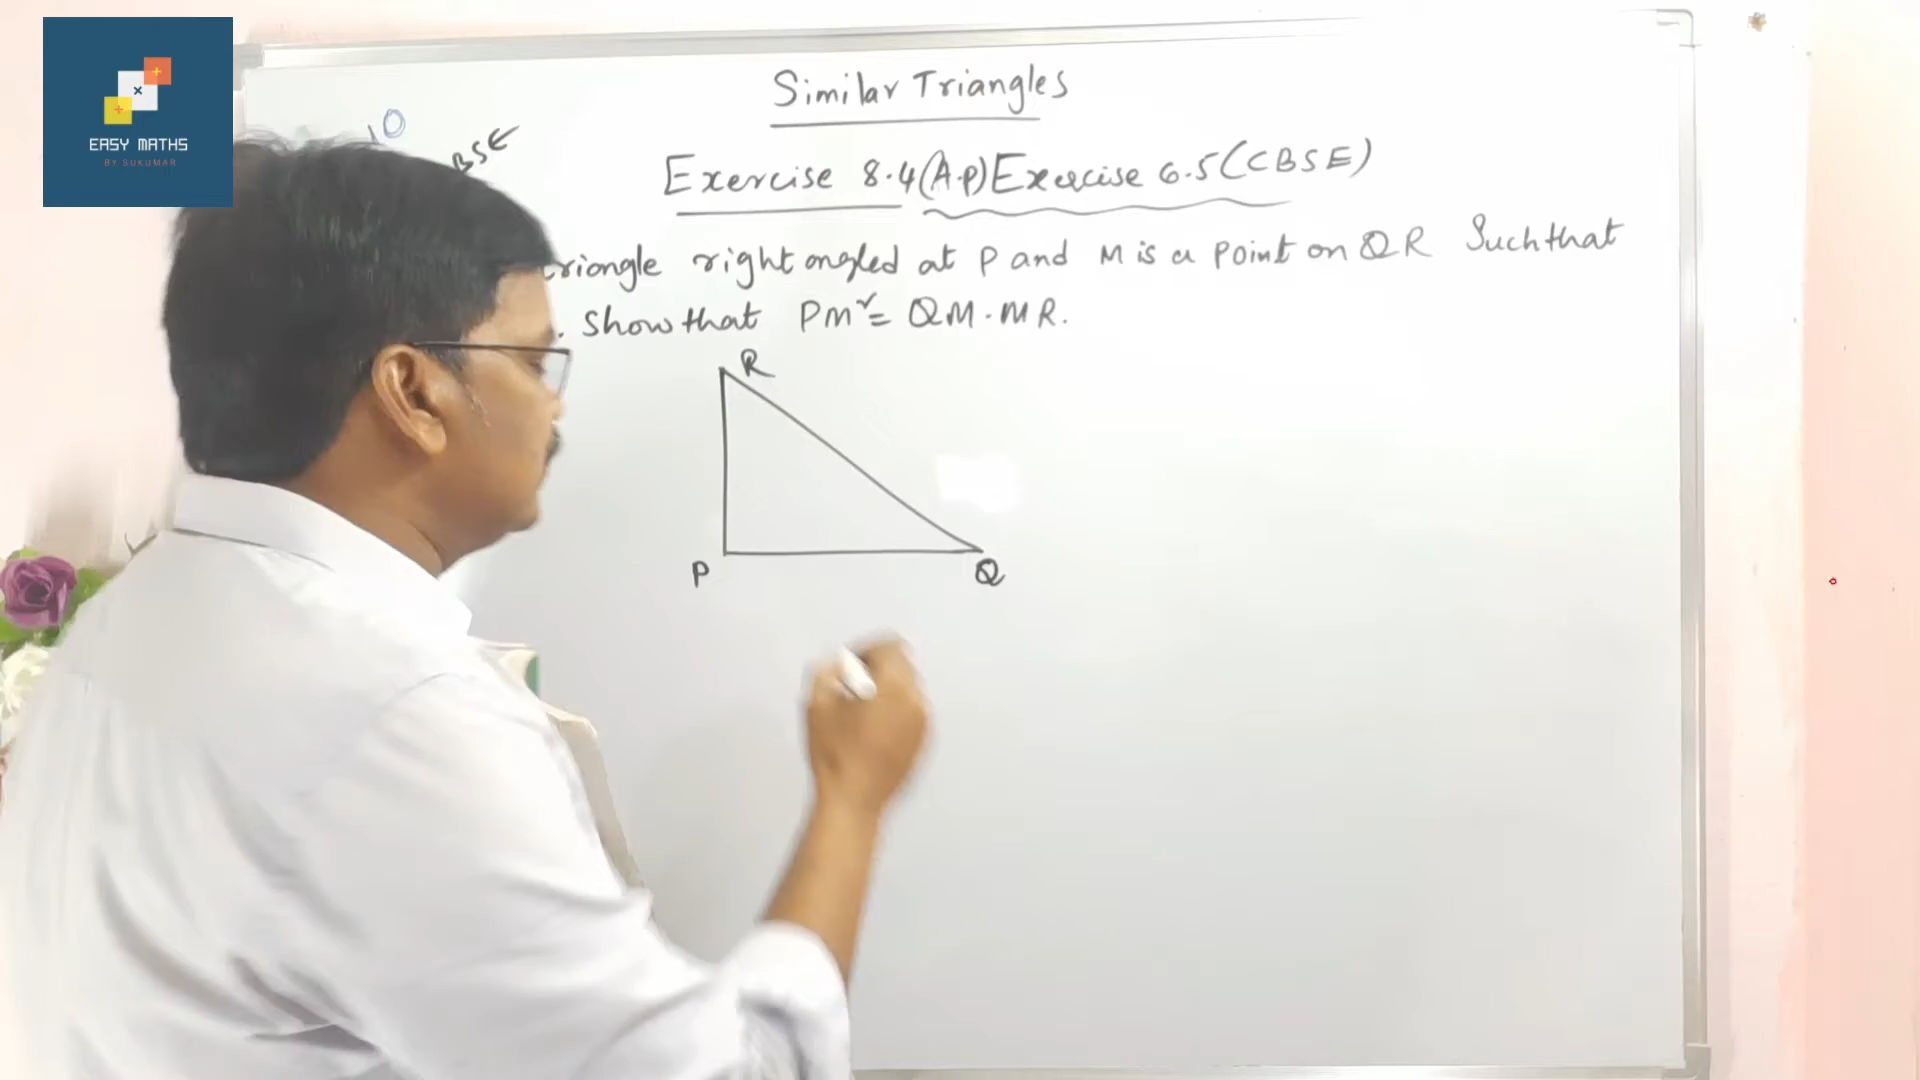 EASY MATHS
BY SUKUMAR
Similar Triangles
10
BSE
Exercise 8.4(A.P) Exercise 6.5(CBSE)
triangle right angled at P and M is a point on QR Such that
. Show that PM²= QM·MR.
R
P
Q